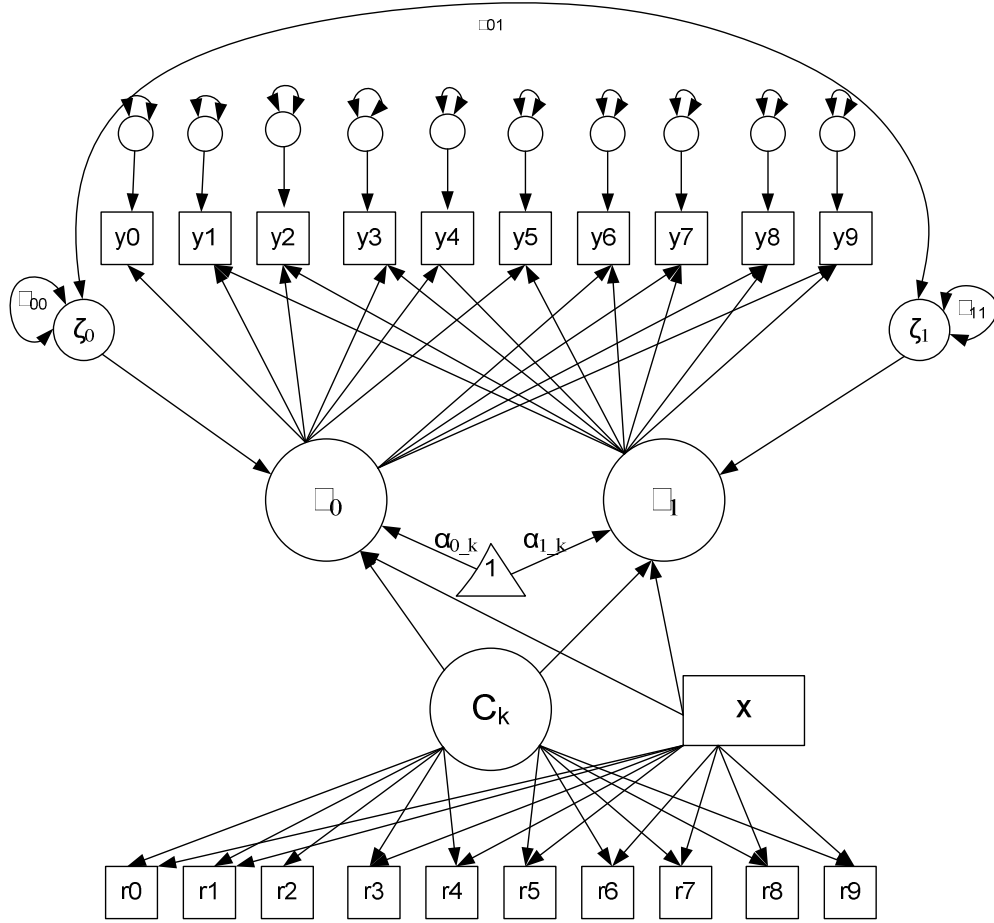 □01
y0 y1 y2 y3 y4 y5 y6 y7 y8 y9
□00 ζ0 ζ1 □11
□0 □1
α0_k α1_k
1
Ck x
r0 r1 r2 r3 r4 r5 r6 r7 r8 r9